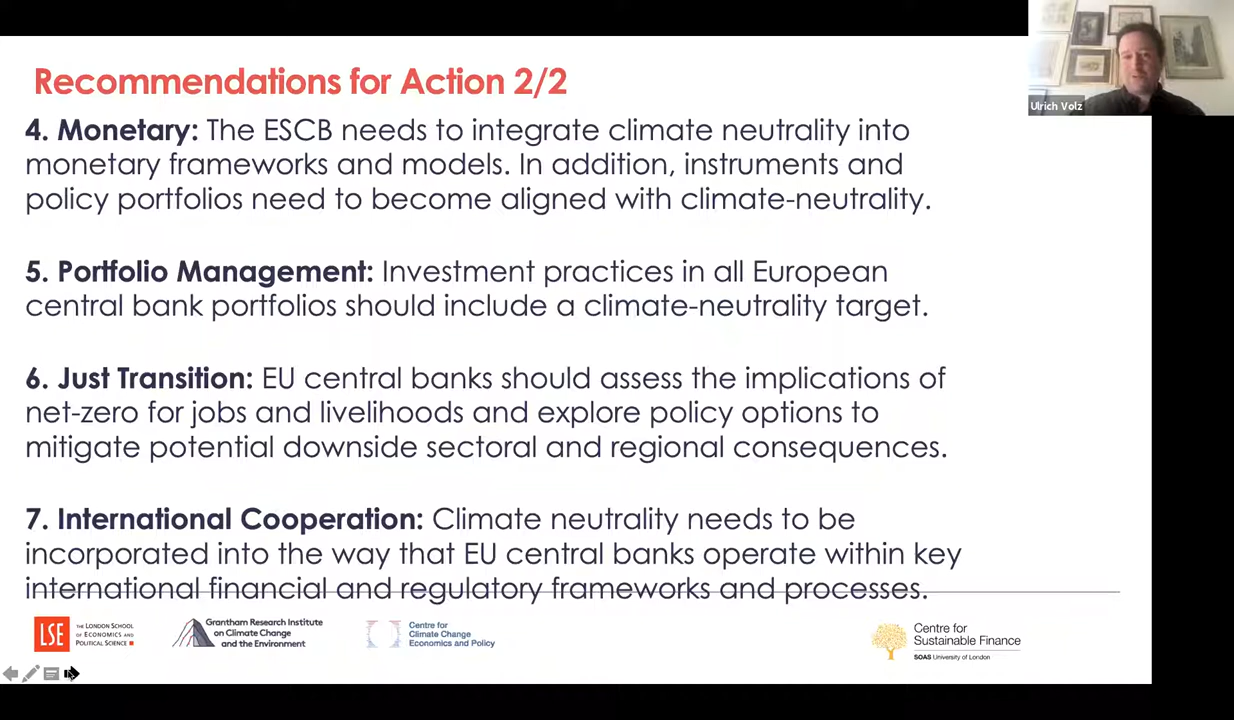 Recommendations for Action 2/2
Ulrich Volz
4. Monetary: The ESCB needs to integrate climate neutrality into
monetary frameworks and models. In addition, instruments and
policy portfolios need to become aligned with climate-neutrality.
5. Portfolio Management: Investment practices in all European
central bank portfolios should include a climate-neutrality target.
6. Just Transition: EU central banks should assess the implications of
net-zero for jobs and livelihoods and explore policy options to
mitigate potential downside sectoral and regional consequences.
7. International Cooperation: Climate neutrality needs to be
incorporated into the way that EU central banks operate within key
international financial and regulatory frameworks and processes.
LSE
THE LONDON SCHOOL
OF ECONOMICS AND
POLITICAL SCIENCE
Grantham Research Institute
on Climate Change
and the Environment
Centre for
Climate Change
Economics and Policy
Centre for
Sustainable Finance
SOAS University of London